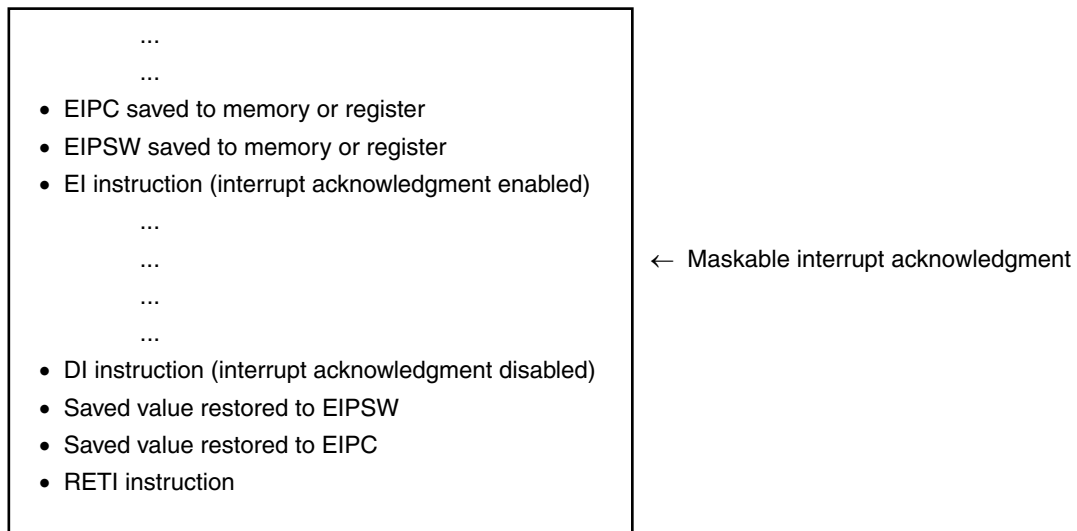 ...
...
• EIPC saved to memory or register
• EIPSW saved to memory or register
• EI instruction (interrupt acknowledgment enabled)
...
...
← Maskable interrupt acknowledgment
...
...
• DI instruction (interrupt acknowledgment disabled)
• Saved value restored to EIPSW
• Saved value restored to EIPC
• RETI instruction